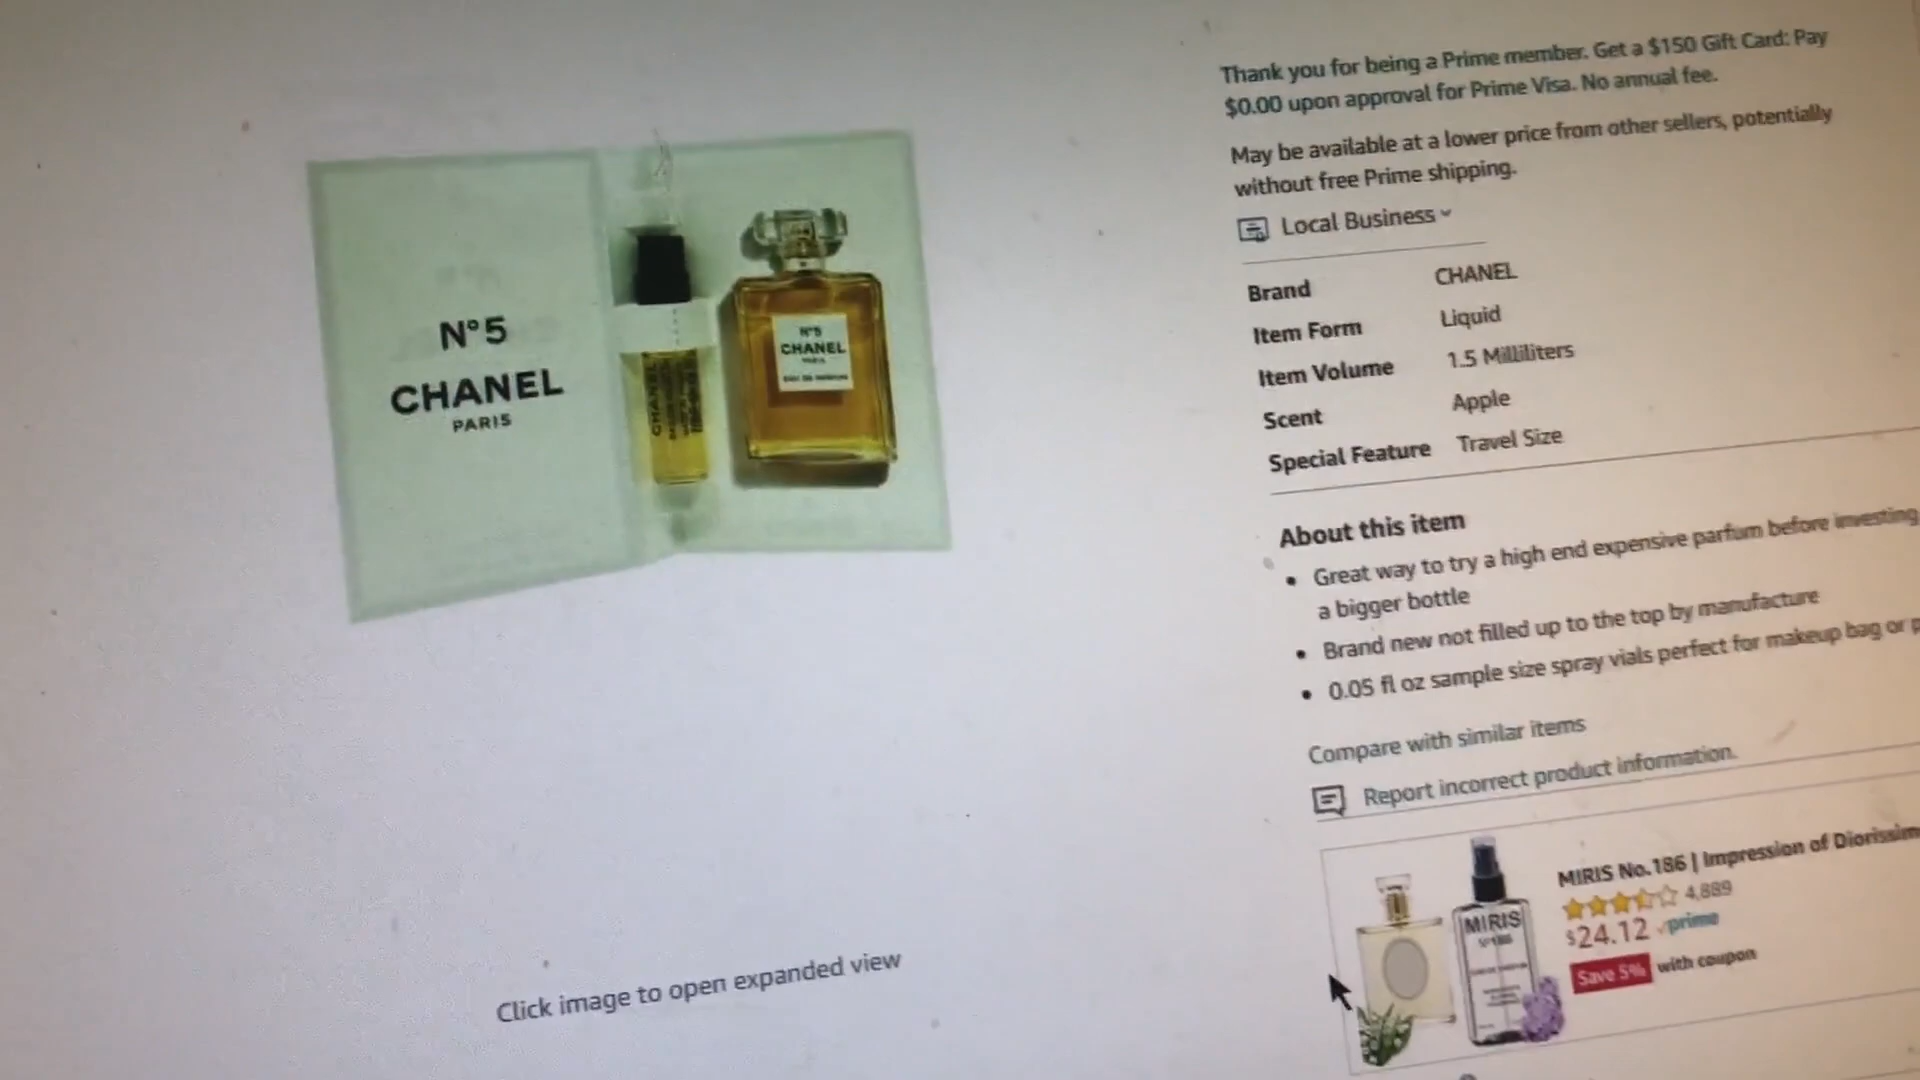 Thank you for being a Prime member. Get a $150 Gift Card: Pay
$0.00 upon approval for Prime Visa. No annual fee.
May be available at a lower price from other sellers, potentially
without free Prime shipping.
Local Business
Brand CHANEL
Item Form Liquid
Item Volume 1.5 Milliliters
Scent Apple
Special Feature Travel Size
About this item
• Great way to try a high end expensive parfum before investing
a bigger bottle
• Brand new not filled up to the top by manufacture
• 0.05 fl oz sample size spray vials perfect for makeup bag or
Compare with similar items
Report incorrect product information.
MIRIS No.186 | Impression of
4,889
$24.12 prime
Save 5% with coupon
MIRIS
N°5
CHANEL
PARIS
CHANEL
N°5
CHANEL
PARIS
EAU DE PARFUM
Click image to open expanded view